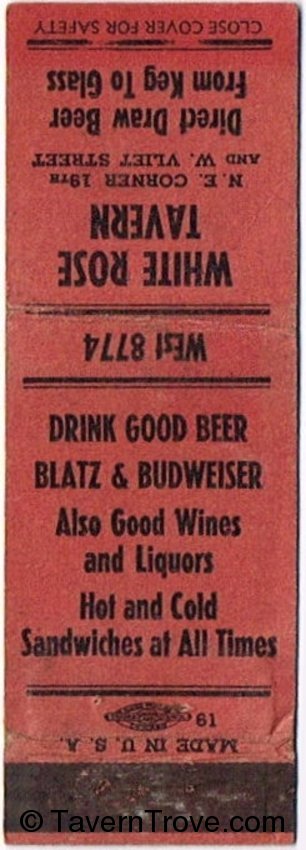 CLOSE COVER FOR SAFETY
WHITE ROSE
TAVERN
N. E. CORNER 19TH
AND W. VLIET STREET
Direct Draw Beer
From Keg To Glass
WEst 8774
DRINK GOOD BEER
BLATZ & BUDWEISER
Also Good Wines
and Liquors
Hot and Cold
Sandwiches at All Times
19
MADE IN U. S. A.
© TavernTrove.com